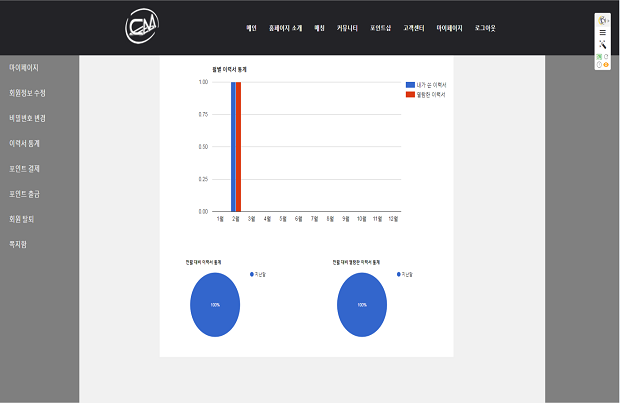 CM
메인 홈페이지 소개 매칭 커뮤니티 포인트샵 고객센터 마이페이지 로그아웃
마이페이지
회원정보 수정
비밀번호 변경
이력서 통계
포인트 결제
포인트 출금
회원 탈퇴
쪽지함
월별 이력서 통계
1.00
0.75
0.50
0.25
0.00
1월 2월 3월 4월 5월 6월 7월 8월 9월 10월 11월 12월
내가 쓴 이력서
열람한 이력서
전월 대비 이력서 통계
100%
지난달
전월 대비 열람한 이력서 통계
100%
지난달